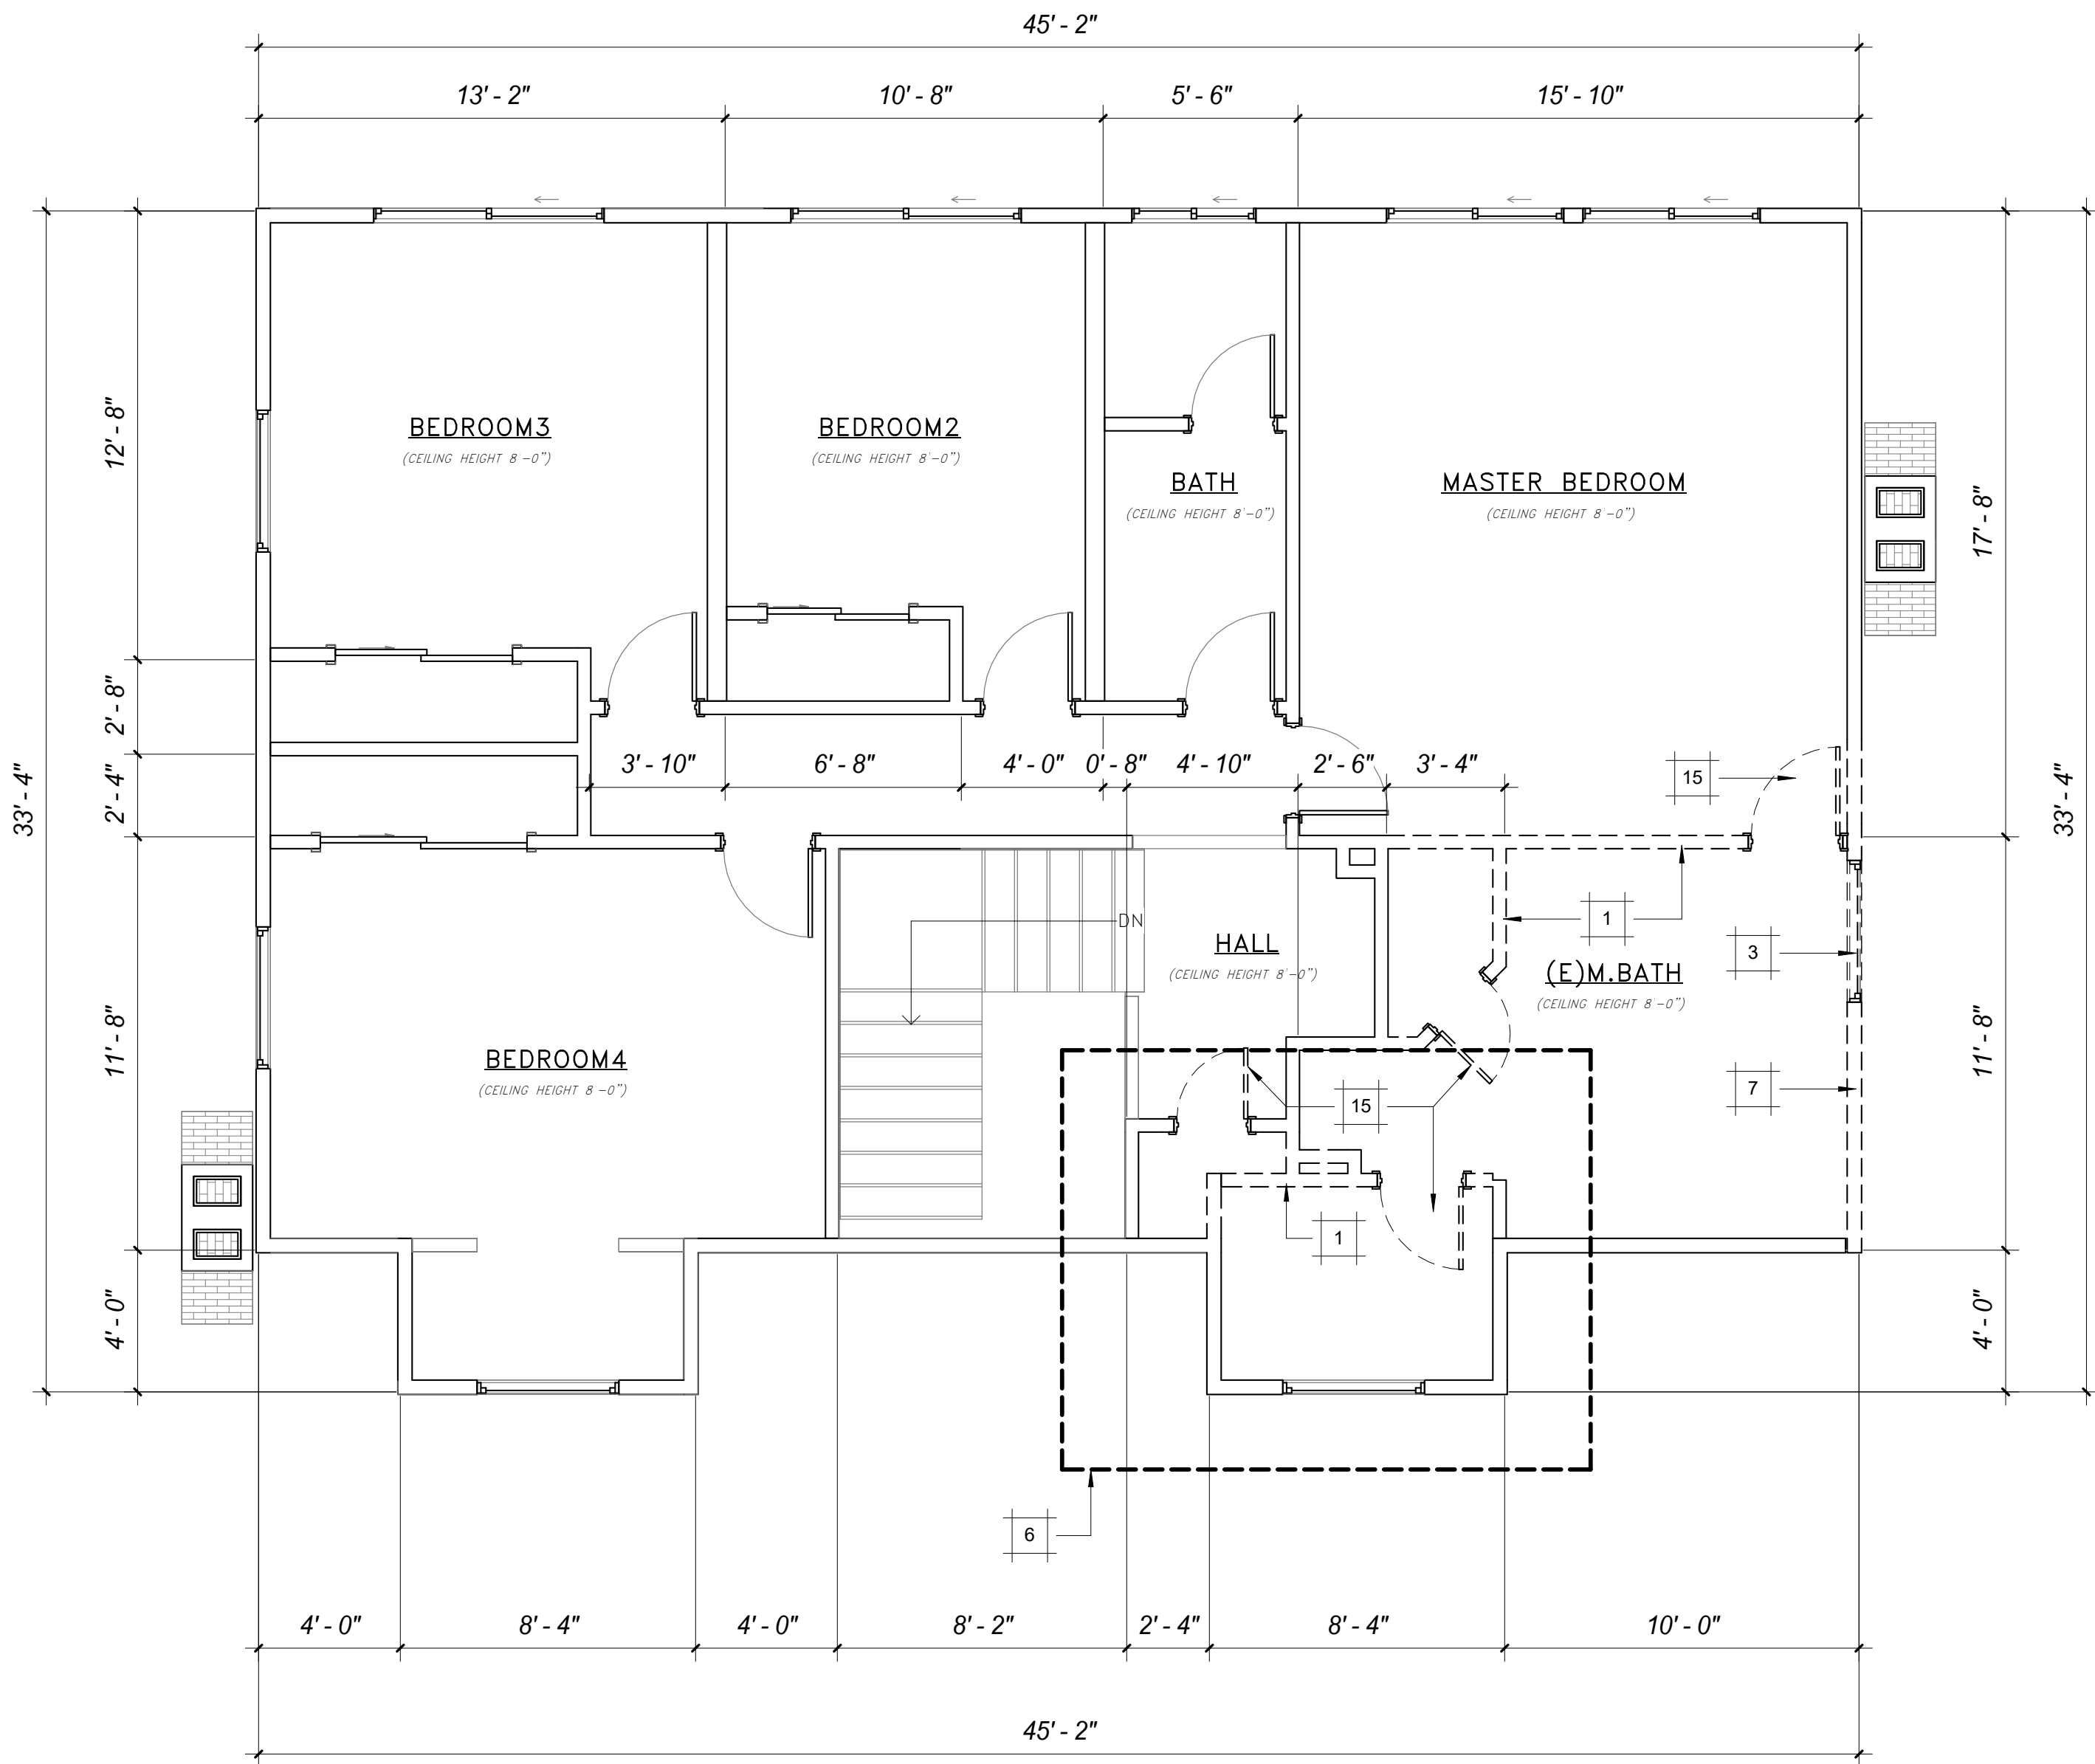 45' - 2"
13' - 2"
10' - 8"
5' - 6"
15' - 10"
BEDROOM3
(CEILING HEIGHT 8'-0")
BEDROOM2
(CEILING HEIGHT 8'-0")
BATH
(CEILING HEIGHT 8'-0")
MASTER BEDROOM
(CEILING HEIGHT 8'-0")
12' - 8"
2' - 8"
2' - 4"
11' - 8"
4' - 0"
33' - 4"
17' - 8"
11' - 8"
4' - 0"
33' - 4"
3' - 10"
6' - 8"
4' - 0"
0' - 8"
4' - 10"
2' - 6"
3' - 4"
15
1
3
DN
HALL
(CEILING HEIGHT 8'-0")
(E)M.BATH
(CEILING HEIGHT 8'-0")
BEDROOM4
(CEILING HEIGHT 8'-0")
7
15
1
6
4' - 0"
8' - 4"
4' - 0"
8' - 2"
2' - 4"
8' - 4"
10' - 0"
45' - 2"